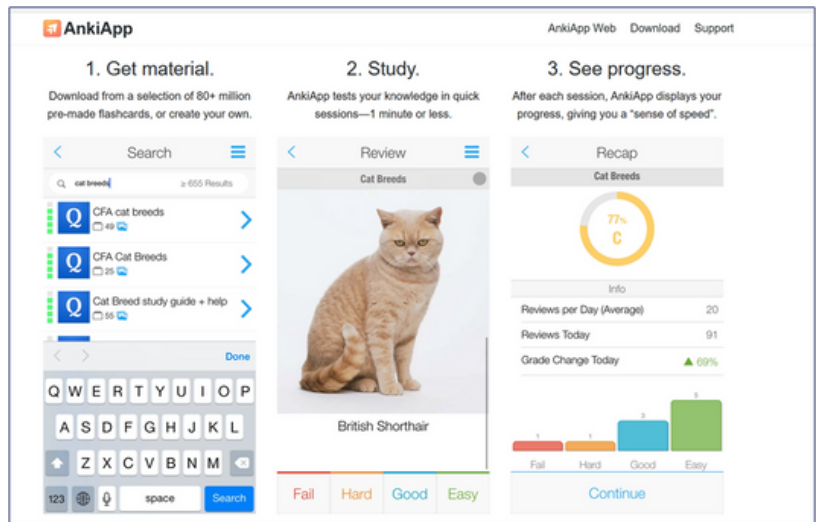 AnkiApp
AnkiApp Web Download Support
1. Get material.
Download from a selection of 80+ million
pre-made flashcards, or create your own.
Search
cat breeds ≥ 655 Results
Q
CFA cat breeds
49
Q
CFA Cat Breeds
25
Q
Cat Breed study guide + help
55
Done
Q W E R T Y U I O P
A S D F G H J K L
Z X C V B N M
123 space Search
2. Study.
AnkiApp tests your knowledge in quick
sessions—1 minute or less.
Review
Cat Breeds
British Shorthair
Fail Hard Good Easy
3. See progress.
After each session, AnkiApp displays your
progress, giving you a “sense of speed”.
Recap
Cat Breeds
77%
C
Info
Reviews per Day (Average) 20
Reviews Today 91
Grade Change Today ▲ 69%
1 1 3 5
Fail Hard Good Easy
Continue